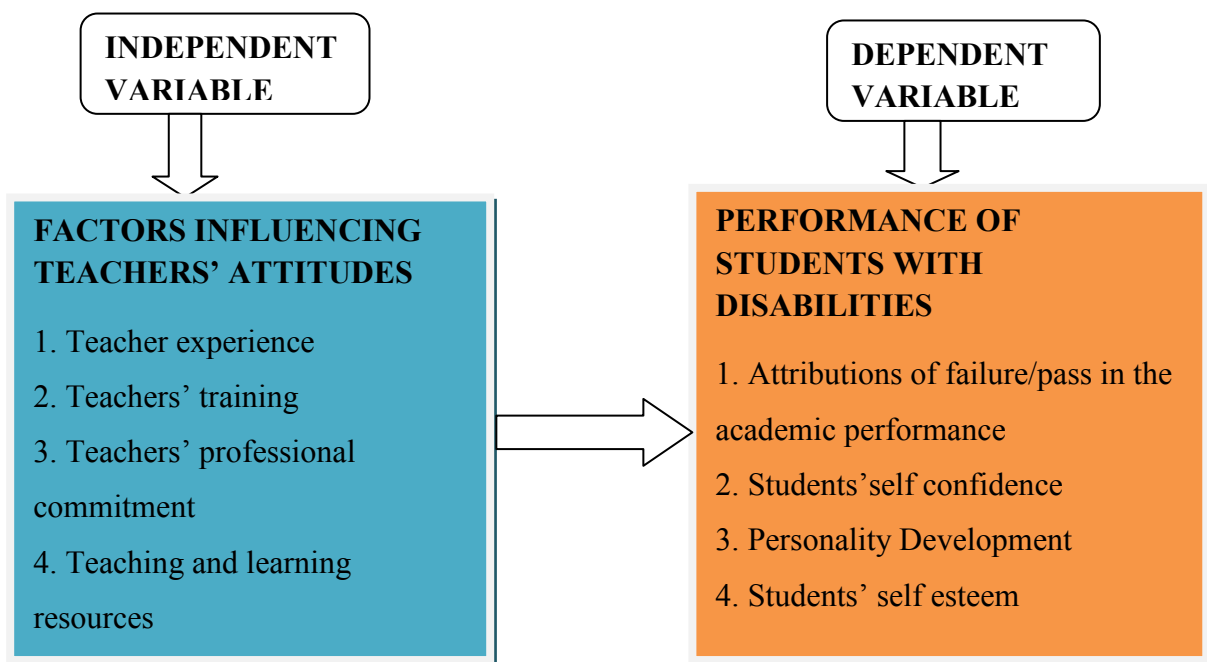 INDEPENDENT
VARIABLE
DEPENDENT
VARIABLE
FACTORS INFLUENCING
TEACHERS’ ATTITUDES
1. Teacher experience
2. Teachers’ training
3. Teachers’ professional
commitment
4. Teaching and learning
resources
PERFORMANCE OF
STUDENTS WITH
DISABILITIES
1. Attributions of failure/pass in the
academic performance
2. Students’self confidence
3. Personality Development
4. Students’ self esteem